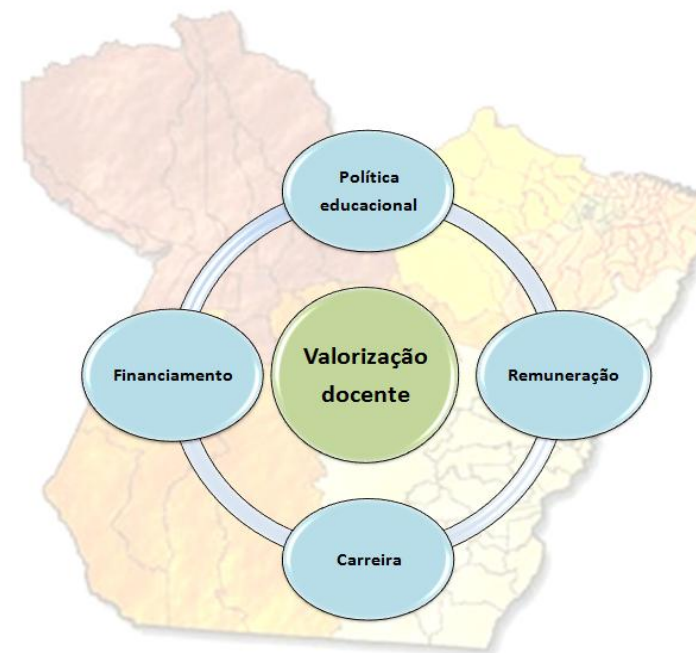 Política
educacional
Valorização
docente
Financiamento
Remuneração
Carreira